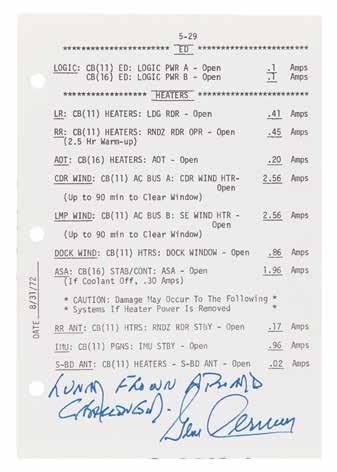 5-29
******************** ED ********************
LOGIC: CB(11) ED: LOGIC PWR A - Open .1 Amps
CB(16) ED: LOGIC PWR B - Open .1 Amps
**************** HEATERS *******************
LR: CB(11) HEATERS: LDG RDR - Open .41 Amps
RR: CB(11) HEATERS: RNDZ RDR OPR - Open .45 Amps
(2.5 Hr Warm-up)
AOT: CB(16) HEATERS: AOT - Open .20 Amps
CDR WIND: CB(11) AC BUS A: CDR WIND HTR- 2.56 Amps
Open
(Up to 90 min to Clear Window)
LMP WIND: CB(11) AC BUS B: SE WIND HTR - 2.56 Amps
Open
(Up to 90 min to Clear Window)
DOCK WIND: CB(11) HTRS: DOCK WINDOW - Open .86 Amps
ASA: CB(16) STAB/CONT: ASA - Open 1.96 Amps
(If Coolant Off, .30 Amps)
* CAUTION: Damage May Occur To The Following *
* Systems If Heater Power Is Removed *
RR ANT: CB(11) HTRS: RNDZ RDR STBY - Open .17 Amps
IMU: CB(11) PGNS: IMU STBY - Open .96 Amps
S-BD ANT: CB(11) HEATERS - S-BD ANT - Open .02 Amps
DATE 8/31/72
LUNAR FLOWN ABOARD
CHALLENGER.
Gene Cernan